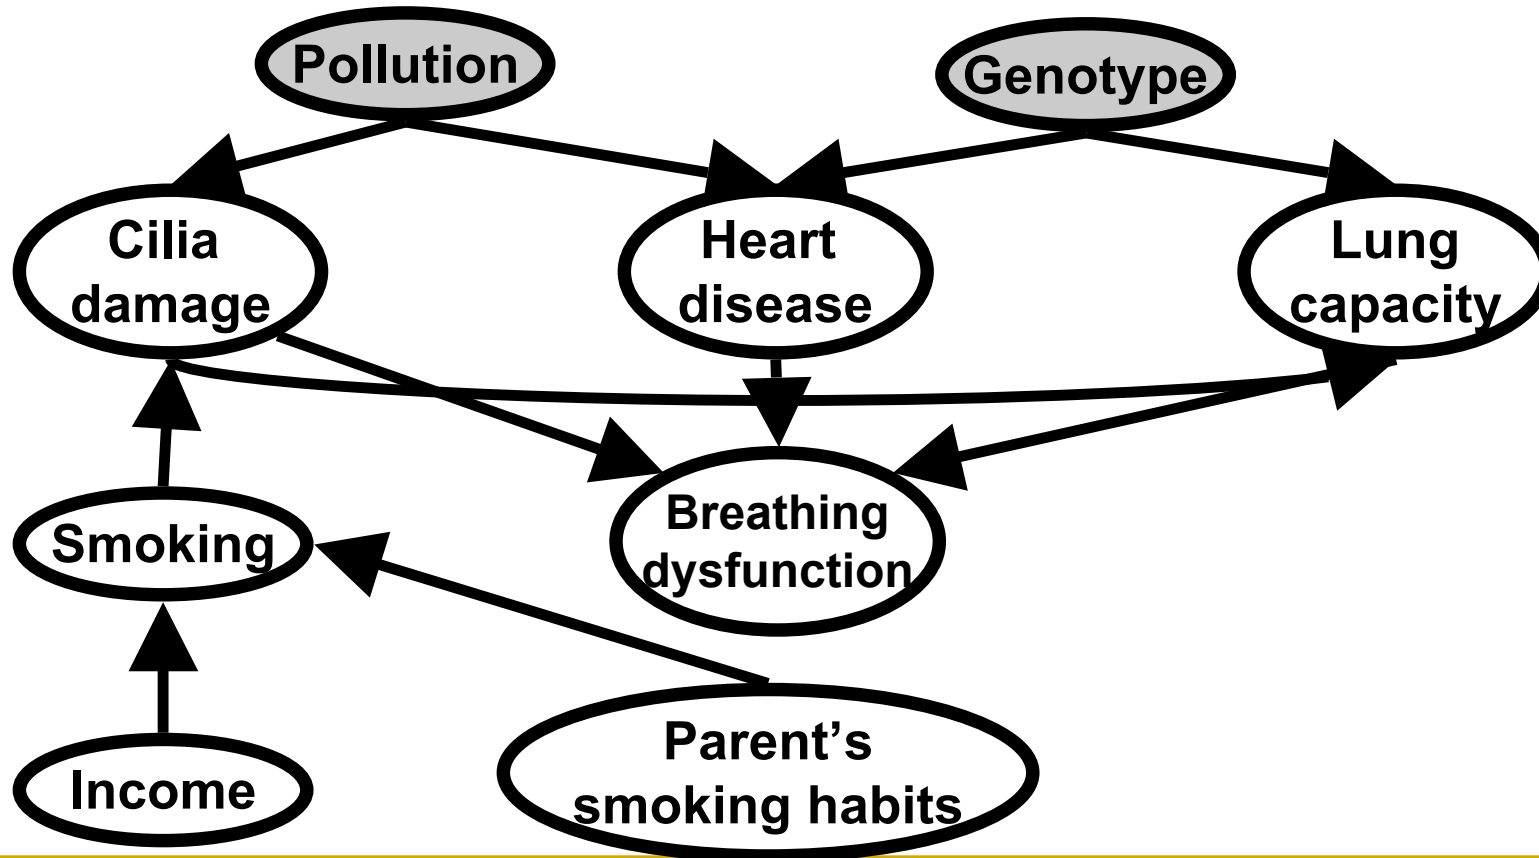 Pollution
Genotype
Cilia
damage
Heart
disease
Lung
capacity
Smoking
Breathing
dysfunction
Income
Parent’s
smoking habits